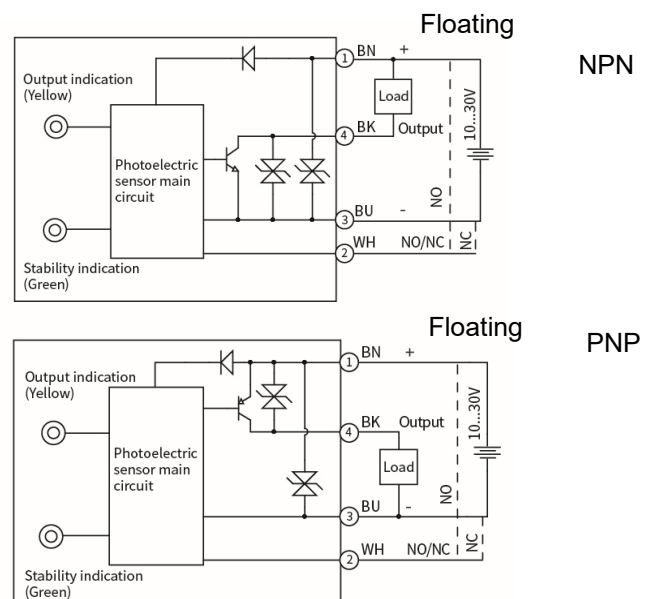 Floating
NPN
1 BN +
Output indication
(Yellow)
Load
10...30V
4 BK Output
Photoelectric
sensor main
circuit
NO
3 BU -
NC
2 WH NO/NC
Stability indication
(Green)
Floating
PNP
1 BN +
Output indication
(Yellow)
10...30V
4 BK Output
Photoelectric
sensor main
circuit
Load
NO
3 BU -
NC
2 WH NO/NC
Stability indication
(Green)